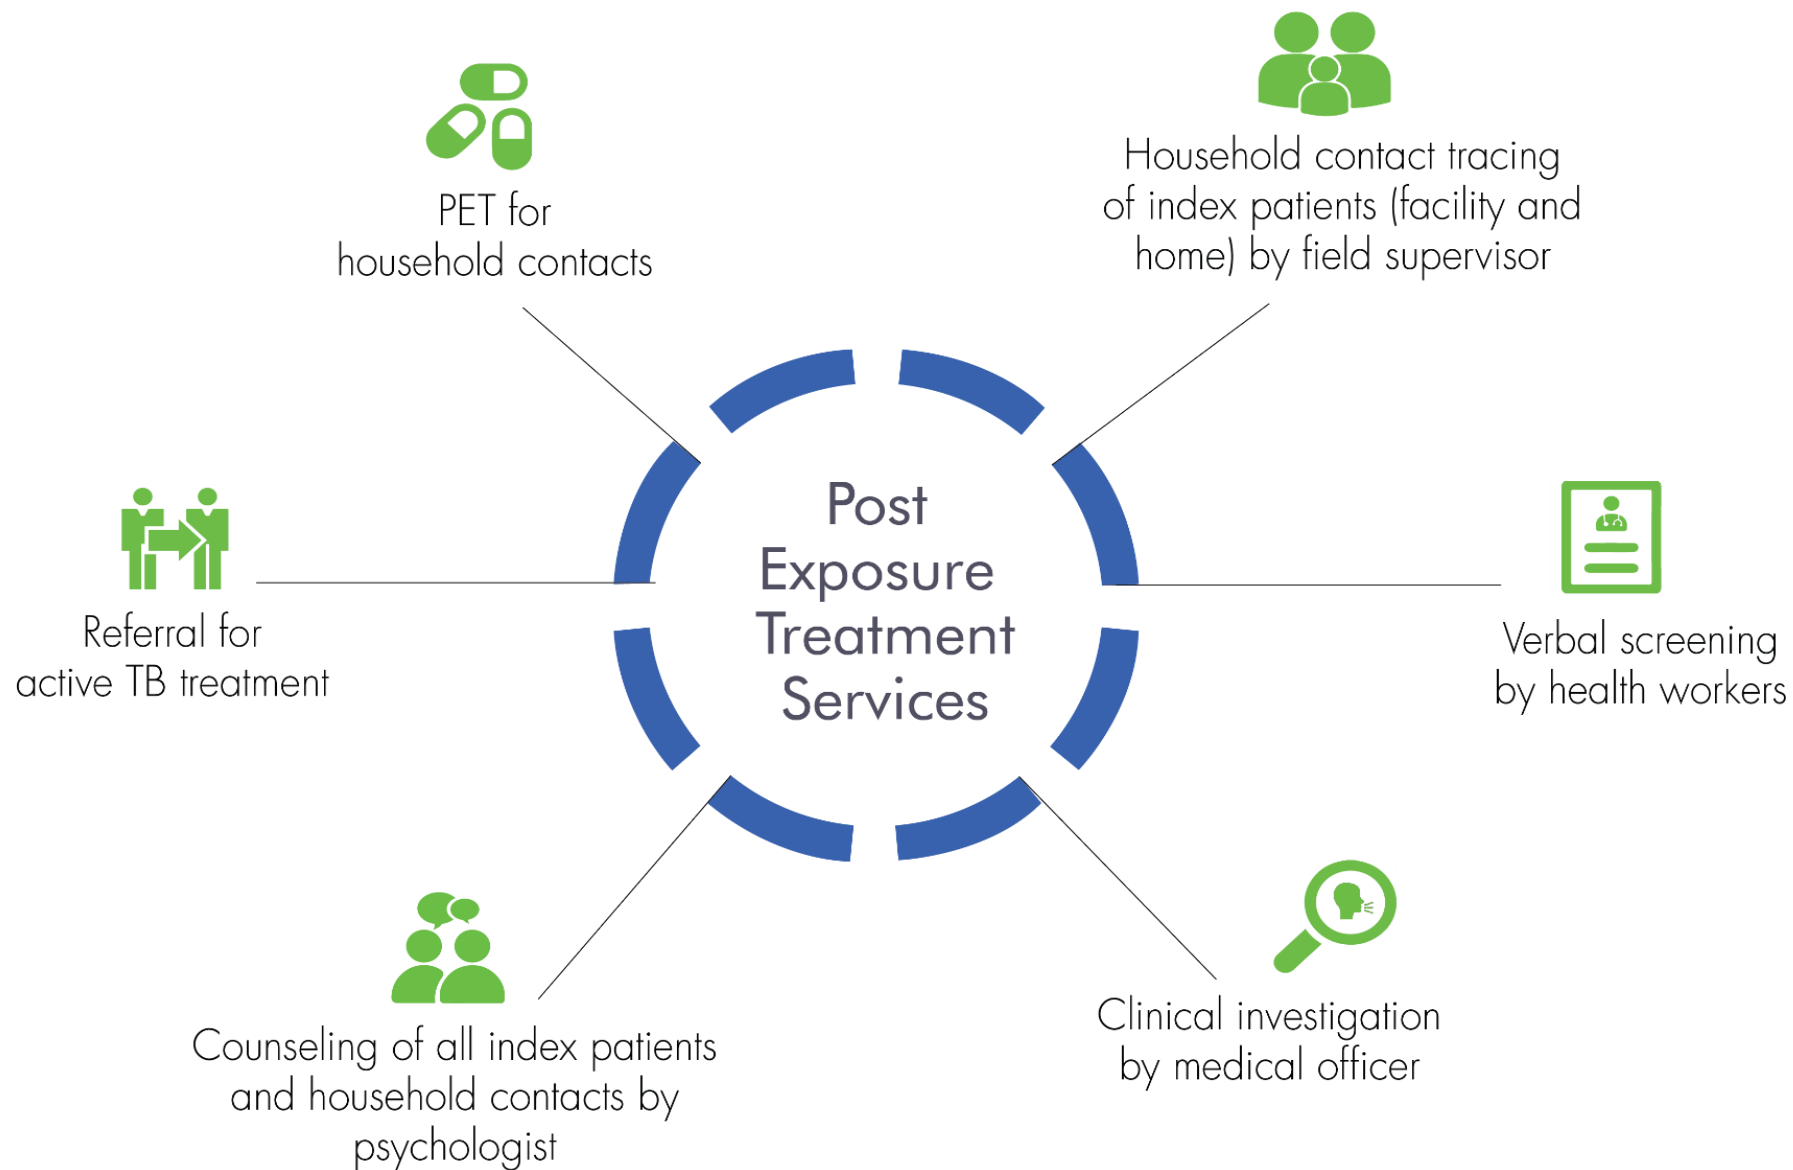 PET for
household contacts
Household contact tracing
of index patients (facility and
home) by field supervisor
Post
Exposure
Treatment
Services
Referral for
active TB treatment
Verbal screening
by health workers
Counseling of all index patients
and household contacts by
psychologist
Clinical investigation
by medical officer